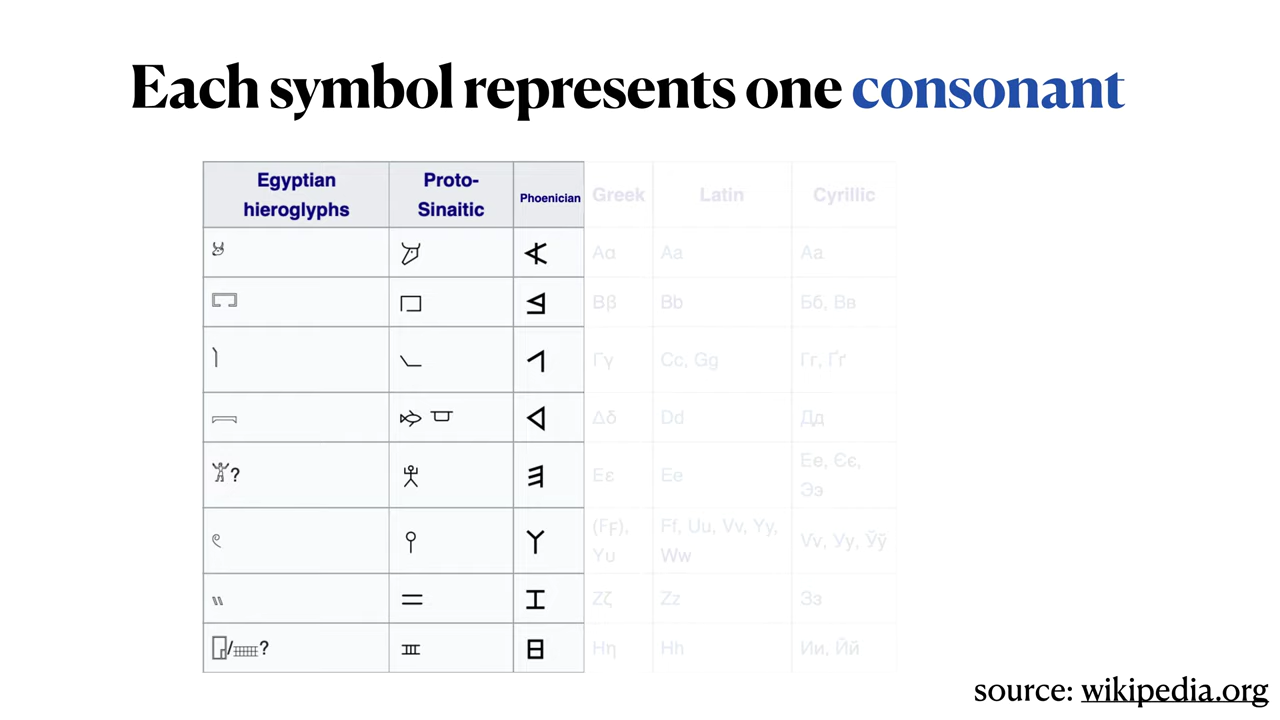 Each symbol represents one consonant
Egyptian hieroglyphs Proto-Sinaitic Phoenician Greek Latin Cyrillic
𐤀 Αα Aa Аа
𐤁 Ββ Bb Бб, Вв
𐤂 Γγ Cc, Gg Гг, Ґґ
𐤃 Δδ Dd Дд
? 𐤄 Εε Ee Ее, Єє, Ээ
𐤅 (Ϝϝ), Υυ Ff, Uu, Vv, Yy, Ww Ѵѵ, Уу, Ўў
𐤆 Ζζ Zz Зз
/ ? 𐤇 Ηη Hh Ии, Йй
source: wikipedia.org